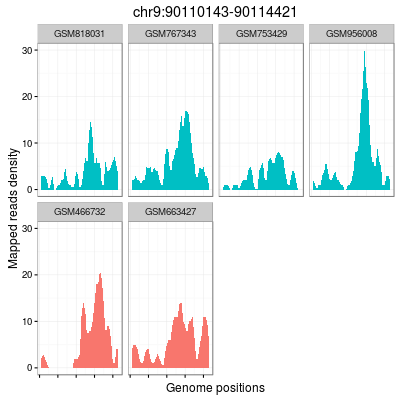 chr9:90110143-90114421
GSM818031 GSM767343 GSM753429 GSM956008
30
20
10
0
GSM466732 GSM663427
30
20
10
0
Mapped reads density
Genome positions